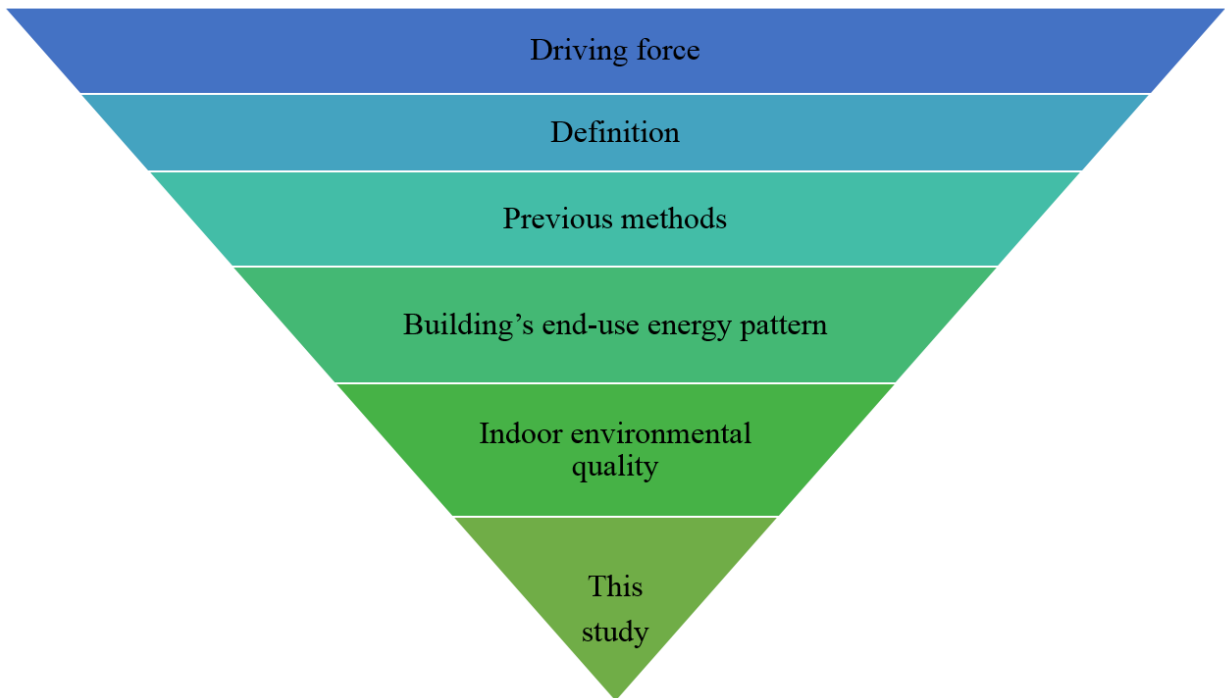 Driving force
Definition
Previous methods
Building’s end-use energy pattern
Indoor environmental
quality
This
study